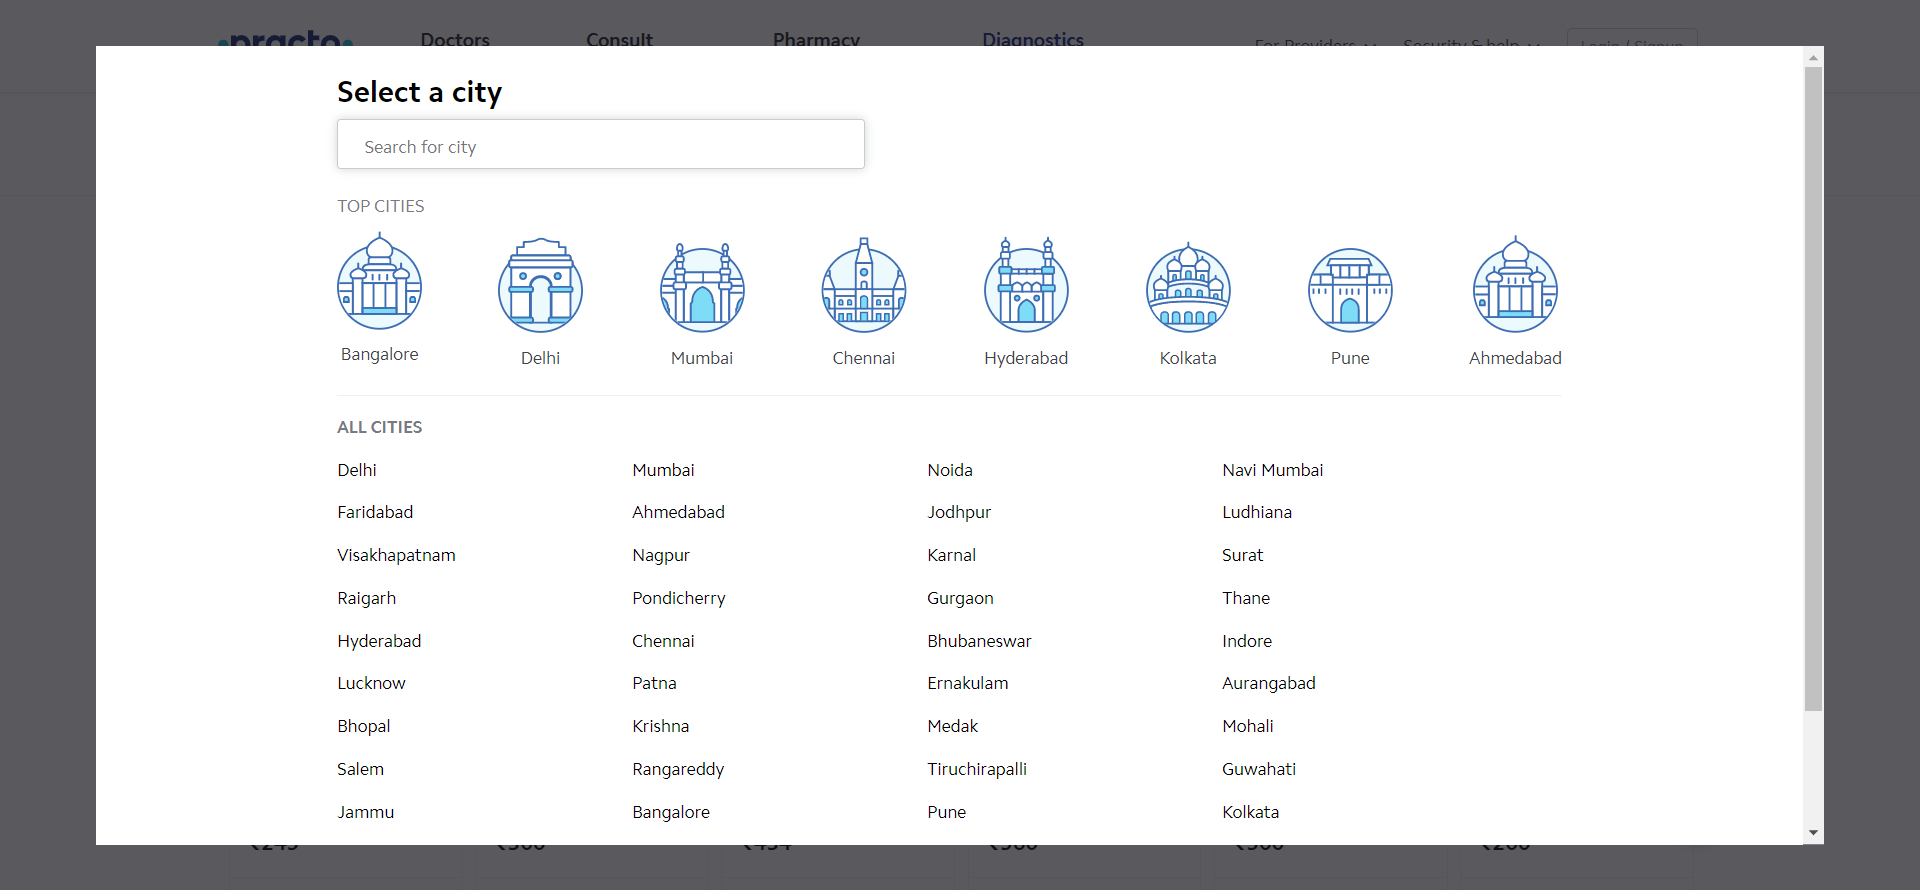 practo
Doctors Consult Pharmacy Diagnostics For Providers Security & help Login / Signup
Select a city
Search for city
TOP CITIES
Bangalore Delhi Mumbai Chennai Hyderabad Kolkata Pune Ahmedabad
ALL CITIES
Delhi Mumbai Noida Navi Mumbai
Faridabad Ahmedabad Jodhpur Ludhiana
Visakhapatnam Nagpur Karnal Surat
Raigarh Pondicherry Gurgaon Thane
Hyderabad Chennai Bhubaneswar Indore
Lucknow Patna Ernakulam Aurangabad
Bhopal Krishna Medak Mohali
Salem Rangareddy Tiruchirapalli Guwahati
Jammu Bangalore Pune Kolkata